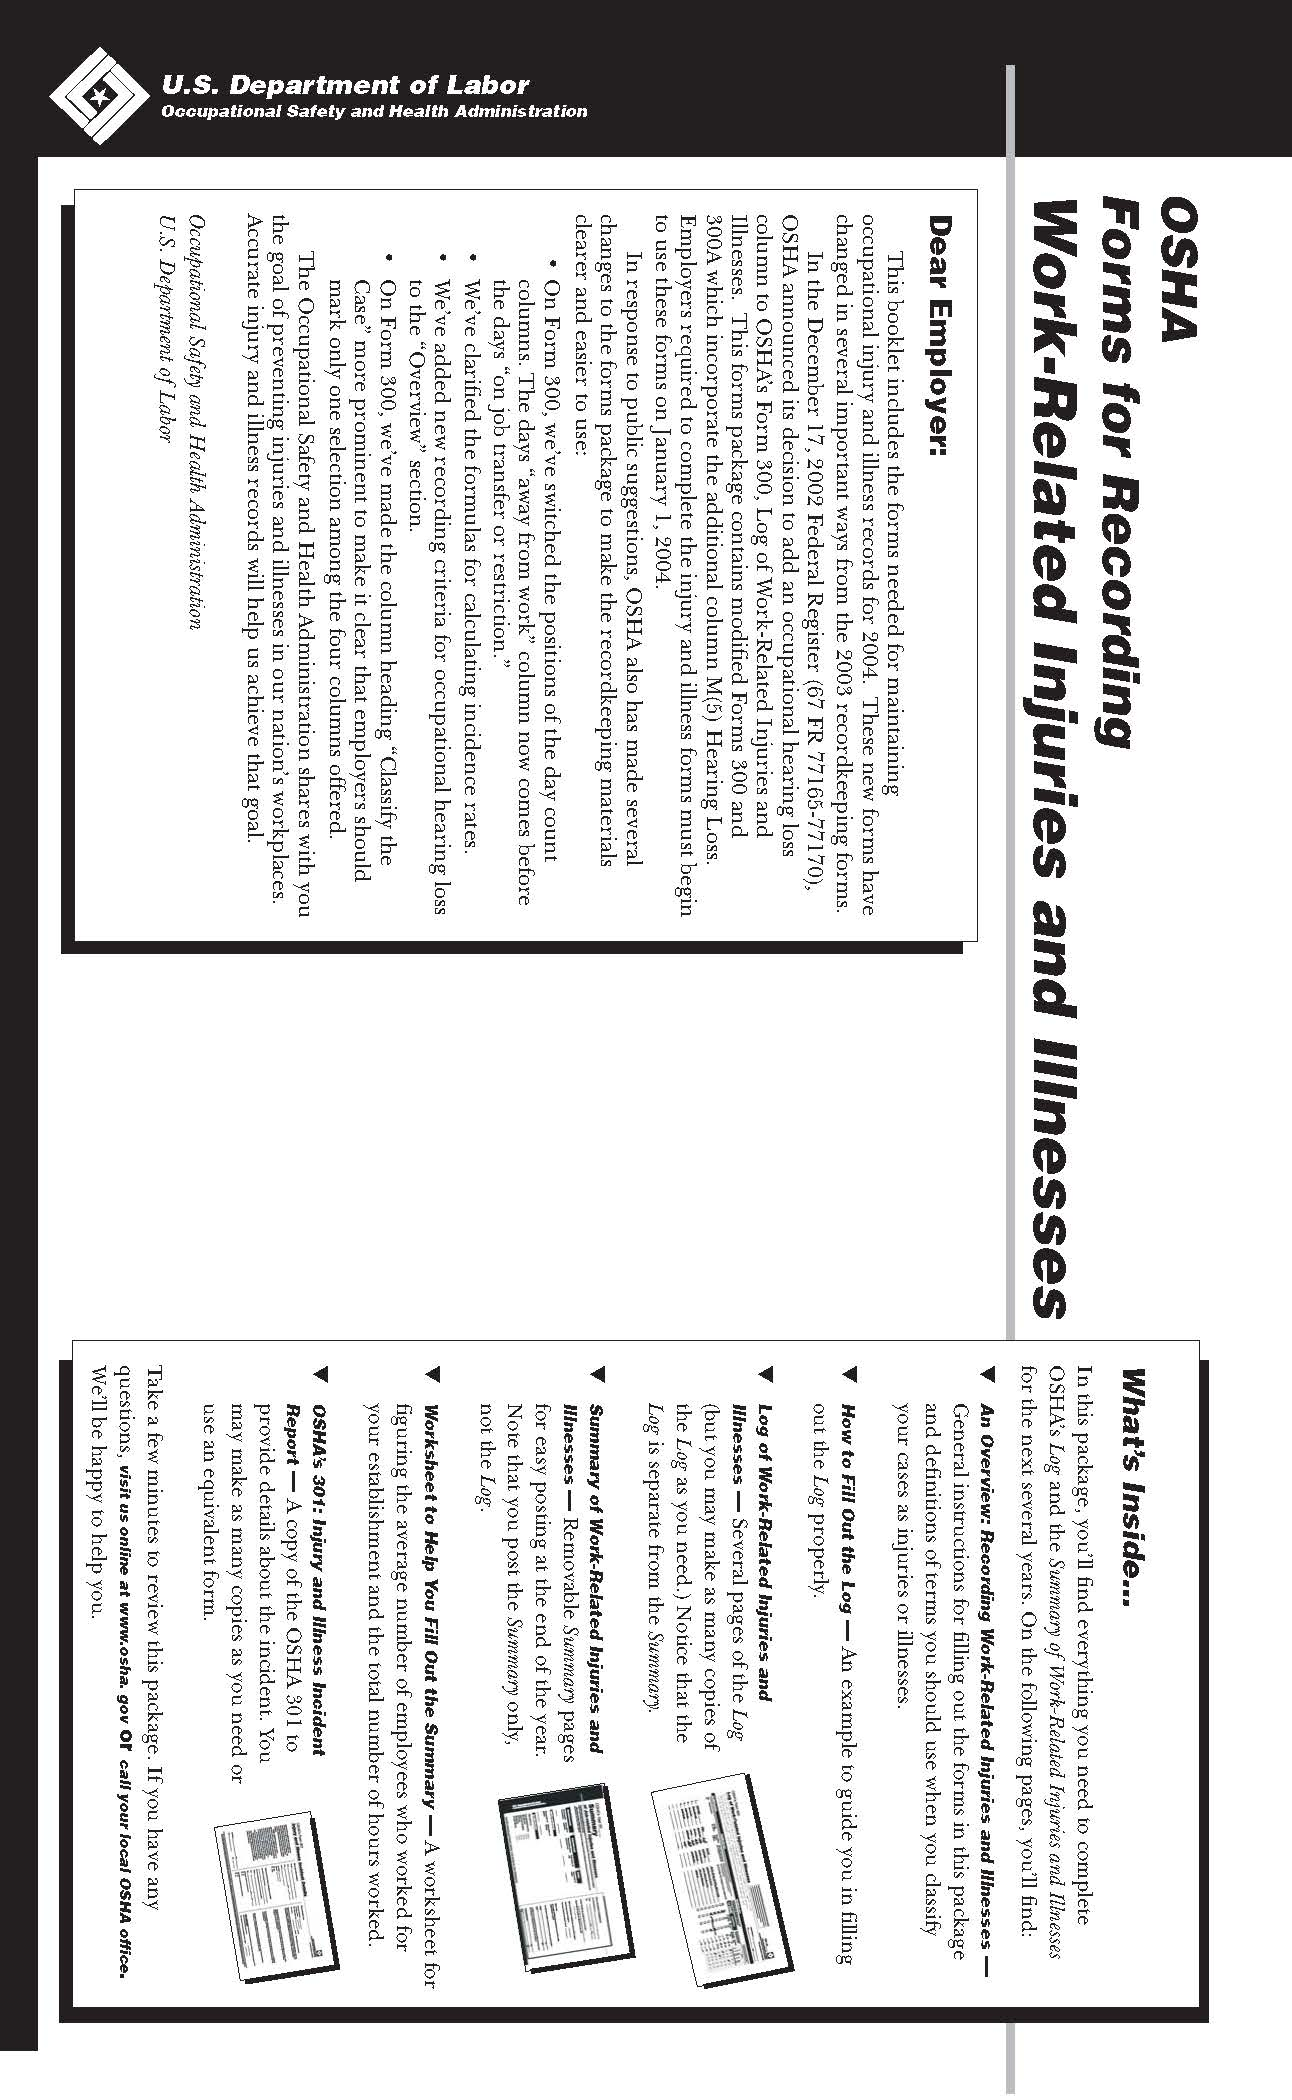 U.S. Department of Labor
Occupational Safety and Health Administration
OSHA
Forms for Recording
Work-Related Injuries and Illnesses
Dear Employer:
This booklet includes the forms needed for maintaining
occupational injury and illness records for 2004. These new forms have
changed in several important ways from the 2003 recordkeeping forms.
In the December 17, 2002 Federal Register (67 FR 77165-77170),
OSHA announced its decision to add an occupational hearing loss
column to OSHA's Form 300, Log of Work-Related Injuries and
Illnesses. This forms package contains modified Forms 300 and
300A which incorporate the additional column M(5) Hearing Loss.
Employers required to complete the injury and illness forms must begin
to use these forms on January 1, 2004.
In response to public suggestions, OSHA also has made several
changes to the forms package to make the recordkeeping materials
clearer and easier to use:
• On Form 300, we've switched the positions of the day count
columns. The days "away from work" column now comes before
the days "on job transfer or restriction."
• We've clarified the formulas for calculating incidence rates.
• We've added new recording criteria for occupational hearing loss
to the "Overview" section.
• On Form 300, we've made the column heading "Classify the
Case" more prominent to make it clear that employers should
mark only one selection among the four columns offered.
The Occupational Safety and Health Administration shares with you
the goal of preventing injuries and illnesses in our nation's workplaces.
Accurate injury and illness records will help us achieve that goal.
Occupational Safety and Health Administration
U.S. Department of Labor
What's Inside...
In this package, you'll find everything you need to complete
OSHA's Log and the Summary of Work-Related Injuries and Illnesses
for the next several years. On the following pages, you'll find:
▼ An Overview: Recording Work-Related Injuries and Illnesses —
General instructions for filling out the forms in this package
and definitions of terms you should use when you classify
your cases as injuries or illnesses.
▼ How to Fill Out the Log — An example to guide you in filling
out the Log properly.
▼ Log of Work-Related Injuries and
Illnesses — Several pages of the Log
(but you may make as many copies of
the Log as you need.) Notice that the
Log is separate from the Summary.
▼ Summary of Work-Related Injuries and
Illnesses — Removable Summary pages
for easy posting at the end of the year.
Note that you post the Summary only,
not the Log.
▼ Worksheet to Help You Fill Out the Summary — A worksheet for
figuring the average number of employees who worked for
your establishment and the total number of hours worked.
▼ OSHA's 301: Injury and Illness Incident
Report — A copy of the OSHA 301 to
provide details about the incident. You
may make as many copies as you need or
use an equivalent form.
Take a few minutes to review this package. If you have any
questions, visit us online at www.osha. gov or call your local OSHA office.
We'll be happy to help you.